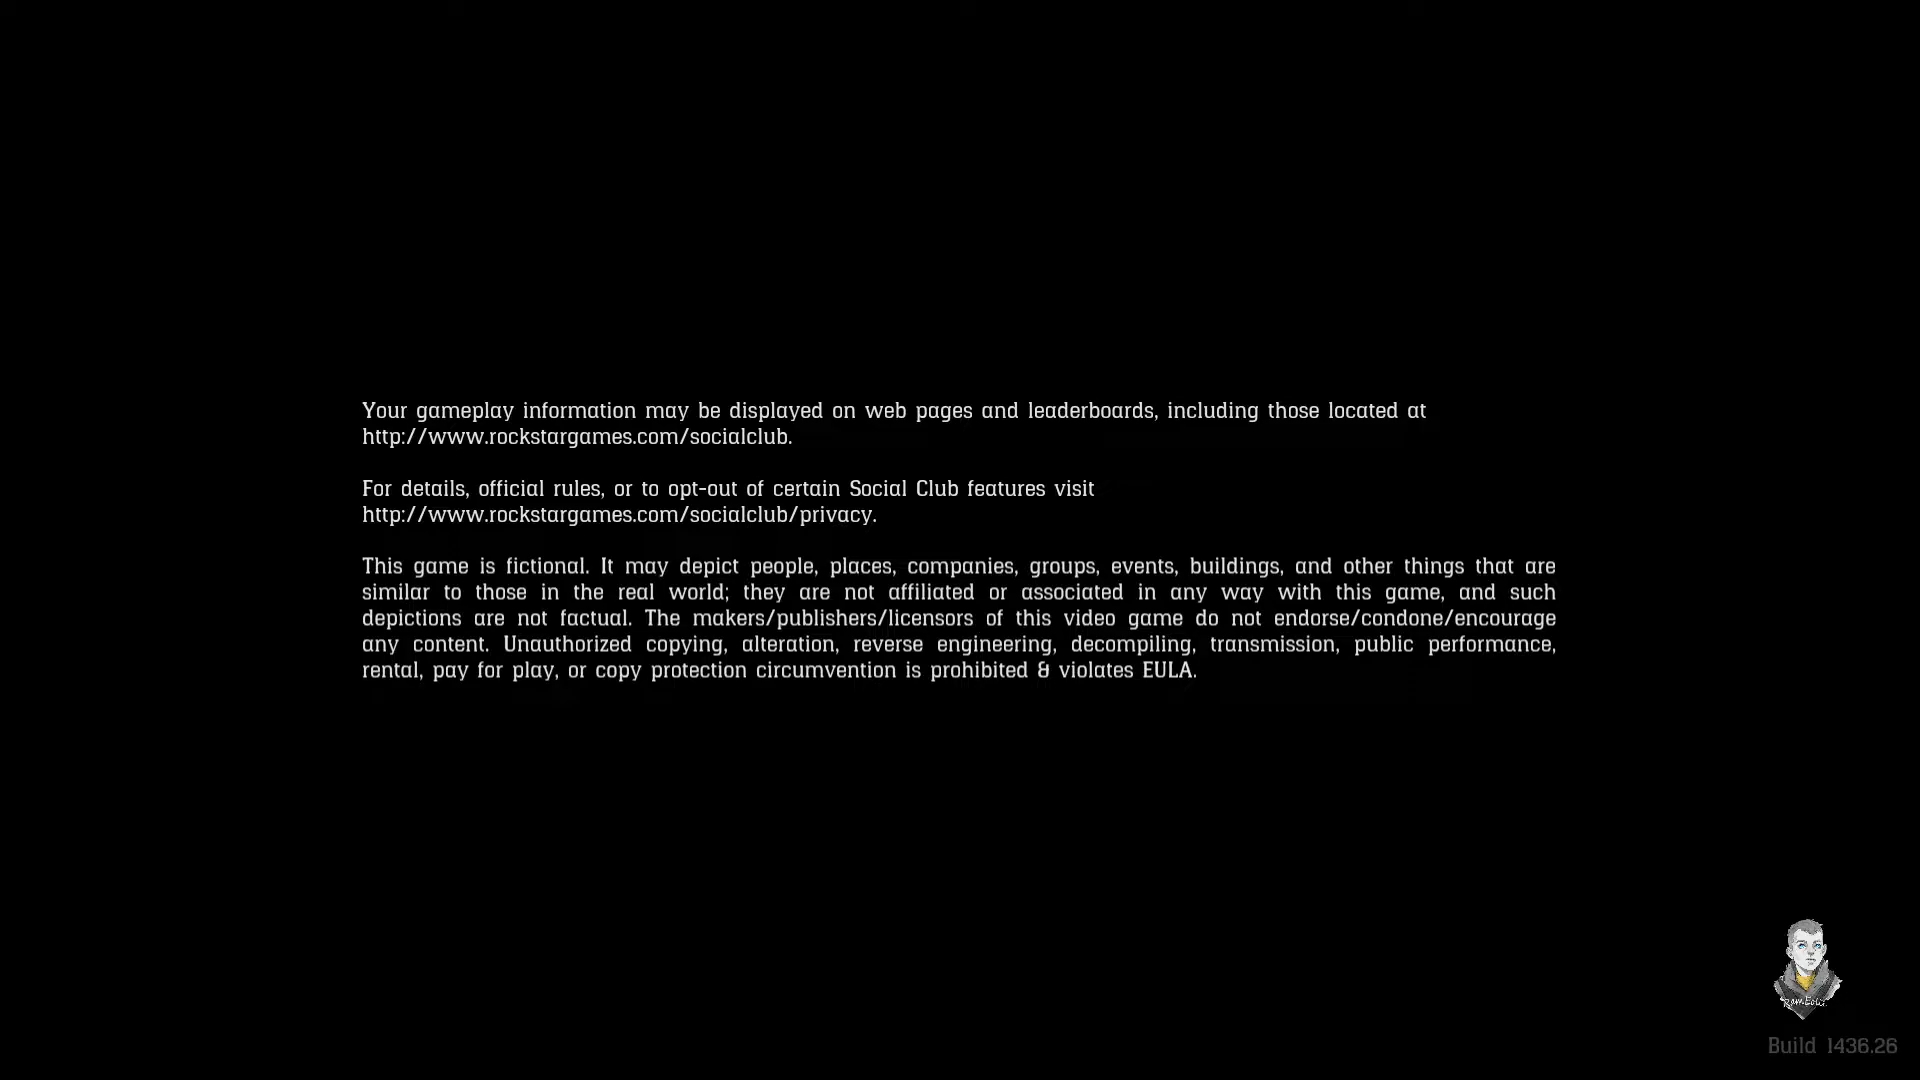 Your gameplay information may be displayed on web pages and leaderboards, including those located at
http://www.rockstargames.com/socialclub.
For details, official rules, or to opt-out of certain Social Club features visit
http://www.rockstargames.com/socialclub/privacy.
This game is fictional. It may depict people, places, companies, groups, events, buildings, and other things that are
similar to those in the real world; they are not affiliated or associated in any way with this game, and such
depictions are not factual. The makers/publishers/licensors of this video game do not endorse/condone/encourage
any content. Unauthorized copying, alteration, reverse engineering, decompiling, transmission, public performance,
rental, pay for play, or copy protection circumvention is prohibited & violates EULA.
Build 1436.26